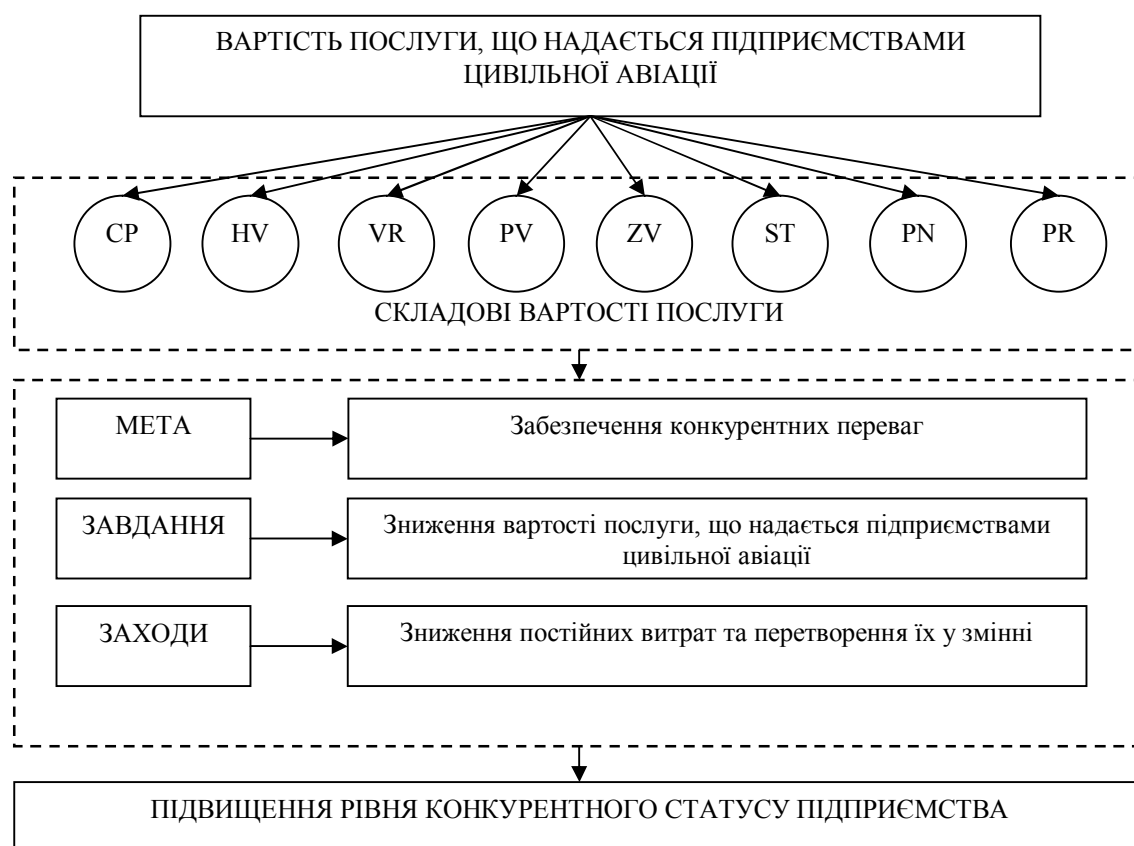 ВАРТІСТЬ ПОСЛУГИ, ЩО НАДАЄТЬСЯ ПІДПРИЄМСТВАМИ
ЦИВІЛЬНОЇ АВІАЦІЇ
CP HV VR PV ZV ST PN PR
СКЛАДОВІ ВАРТОСТІ ПОСЛУГИ
МЕТА
Забезпечення конкурентних переваг
ЗАВДАННЯ
Зниження вартості послуги, що надається підприємствами
цивільної авіації
ЗАХОДИ
Зниження постійних витрат та перетворення їх у змінні
ПІДВИЩЕННЯ РІВНЯ КОНКУРЕНТНОГО СТАТУСУ ПІДПРИЄМСТВА